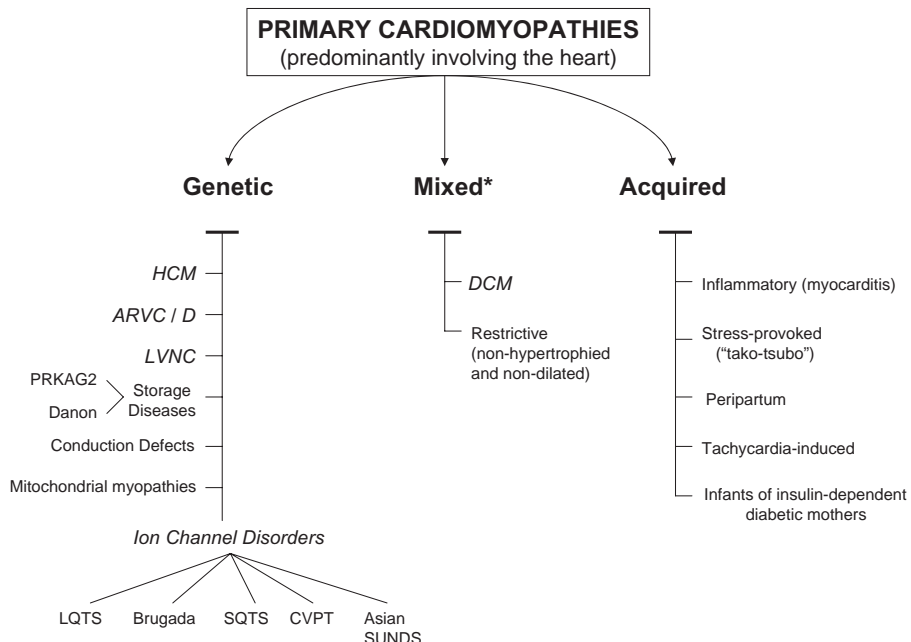 PRIMARY CARDIOMYOPATHIES
(predominantly involving the heart)
Genetic
Mixed*
Acquired
HCM
ARVC / D
LVNC
PRKAG2
Danon
Storage
Diseases
Conduction Defects
Mitochondrial myopathies
Ion Channel Disorders
LQTS
Brugada
SQTS
CVPT
Asian
SUNDS
DCM
Restrictive
(non-hypertrophied
and non-dilated)
Inflammatory (myocarditis)
Stress-provoked
(“tako-tsubo”)
Peripartum
Tachycardia-induced
Infants of insulin-dependent
diabetic mothers